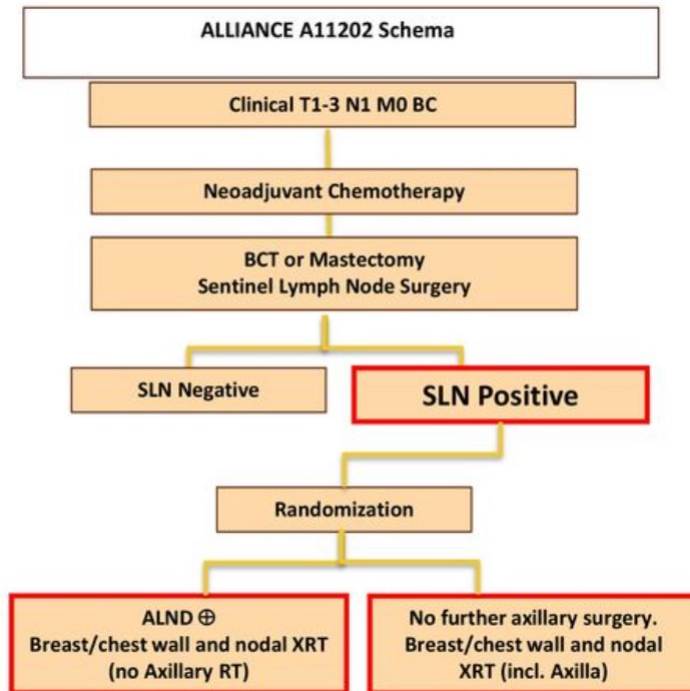 ALLIANCE A11202 Schema
Clinical T1-3 N1 M0 BC
Neoadjuvant Chemotherapy
BCT or Mastectomy
Sentinel Lymph Node Surgery
SLN Negative
SLN Positive
Randomization
ALND ⊕
Breast/chest wall and nodal XRT
(no Axillary RT)
No further axillary surgery.
Breast/chest wall and nodal
XRT (incl. Axilla)